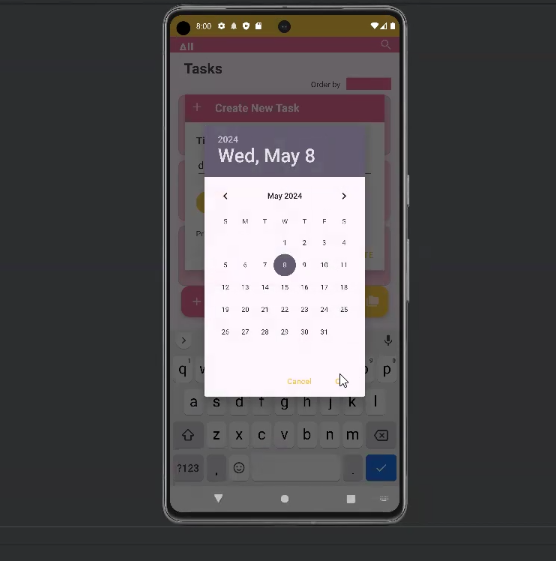 8:00
All
Tasks
Order by
+ Create New Task
2024
Wed, May 8
May 2024
S M T W T F S
1 2 3 4
5 6 7 8 9 10 11
12 13 14 15 16 17 18
19 20 21 22 23 24 25
26 27 28 29 30 31
Cancel
q p
a s d f g h j k l
z x c v b n m
?123 , .